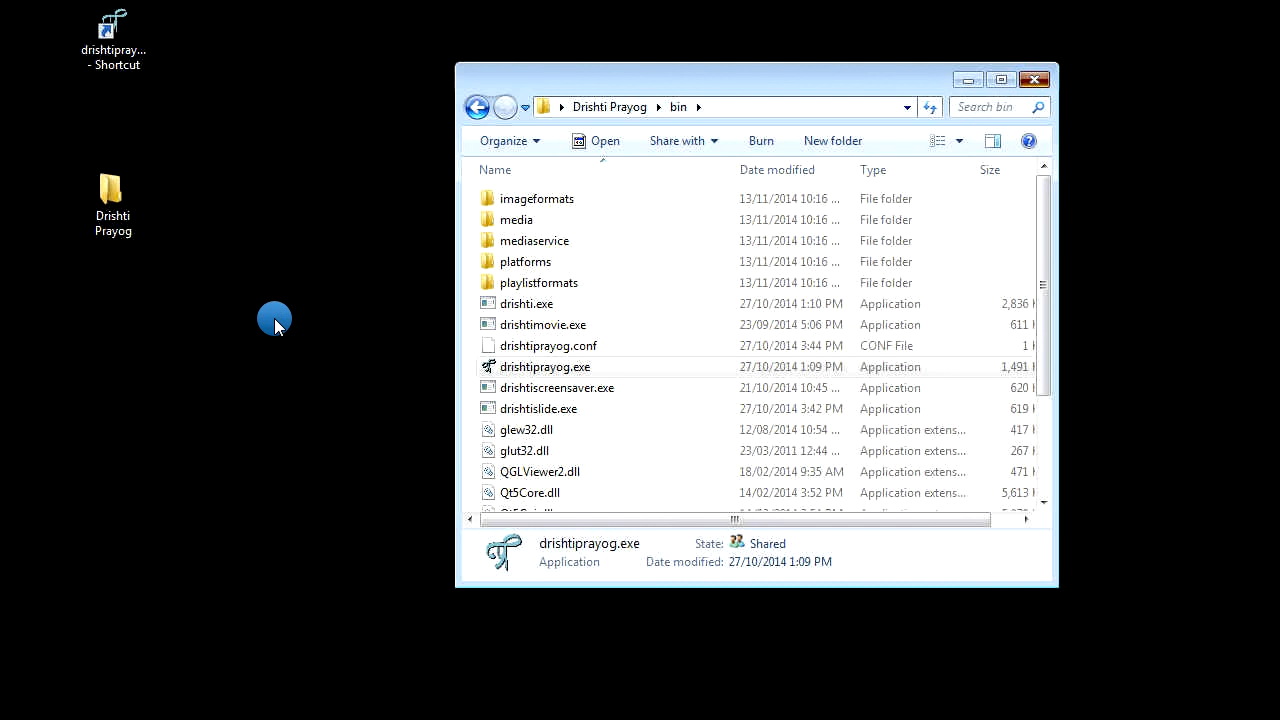 drishtipray...
- Shortcut
Drishti
Prayog
Drishti Prayog bin
Search bin
Organize Open Share with Burn New folder
Name Date modified Type Size
imageformats 13/11/2014 10:16 ... File folder
media 13/11/2014 10:16 ... File folder
mediaservice 13/11/2014 10:16 ... File folder
platforms 13/11/2014 10:16 ... File folder
playlistformats 13/11/2014 10:16 ... File folder
drishti.exe 27/10/2014 1:10 PM Application 2,836
drishtimovie.exe 23/09/2014 5:06 PM Application 611
drishtiprayog.conf 27/10/2014 3:44 PM CONF File 1
drishtiprayog.exe 27/10/2014 1:09 PM Application 1,491
drishtiscreensaver.exe 21/10/2014 10:45 ... Application 620
drishtislide.exe 27/10/2014 3:42 PM Application 619
glew32.dll 12/08/2014 10:54 ... Application extens... 417
glut32.dll 23/03/2011 12:44 ... Application extens... 267
QGLViewer2.dll 18/02/2014 9:35 AM Application extens... 471
Qt5Core.dll 14/02/2014 3:52 PM Application extens... 5,613
drishtiprayog.exe State: Shared
Application Date modified: 27/10/2014 1:09 PM